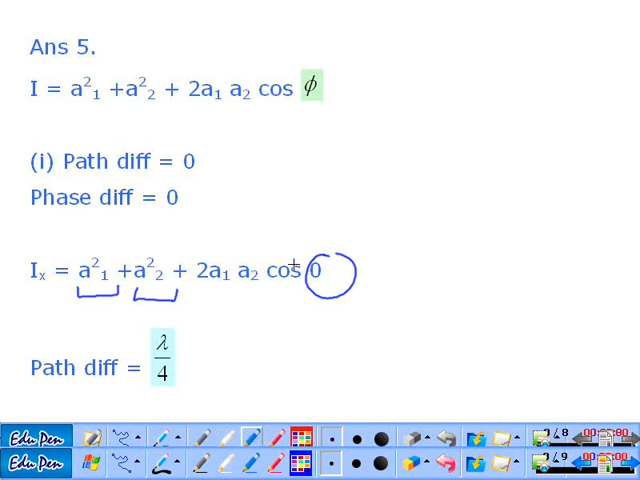 Ans 5.
I = a²₁ +a²₂ + 2a₁ a₂ cos ϕ
(i) Path diff = 0
Phase diff = 0
Iₓ = a²₁ +a²₂ + 2a₁ a₂ cos 0
Path diff = λ/4
Edu Pen
Edu Pen